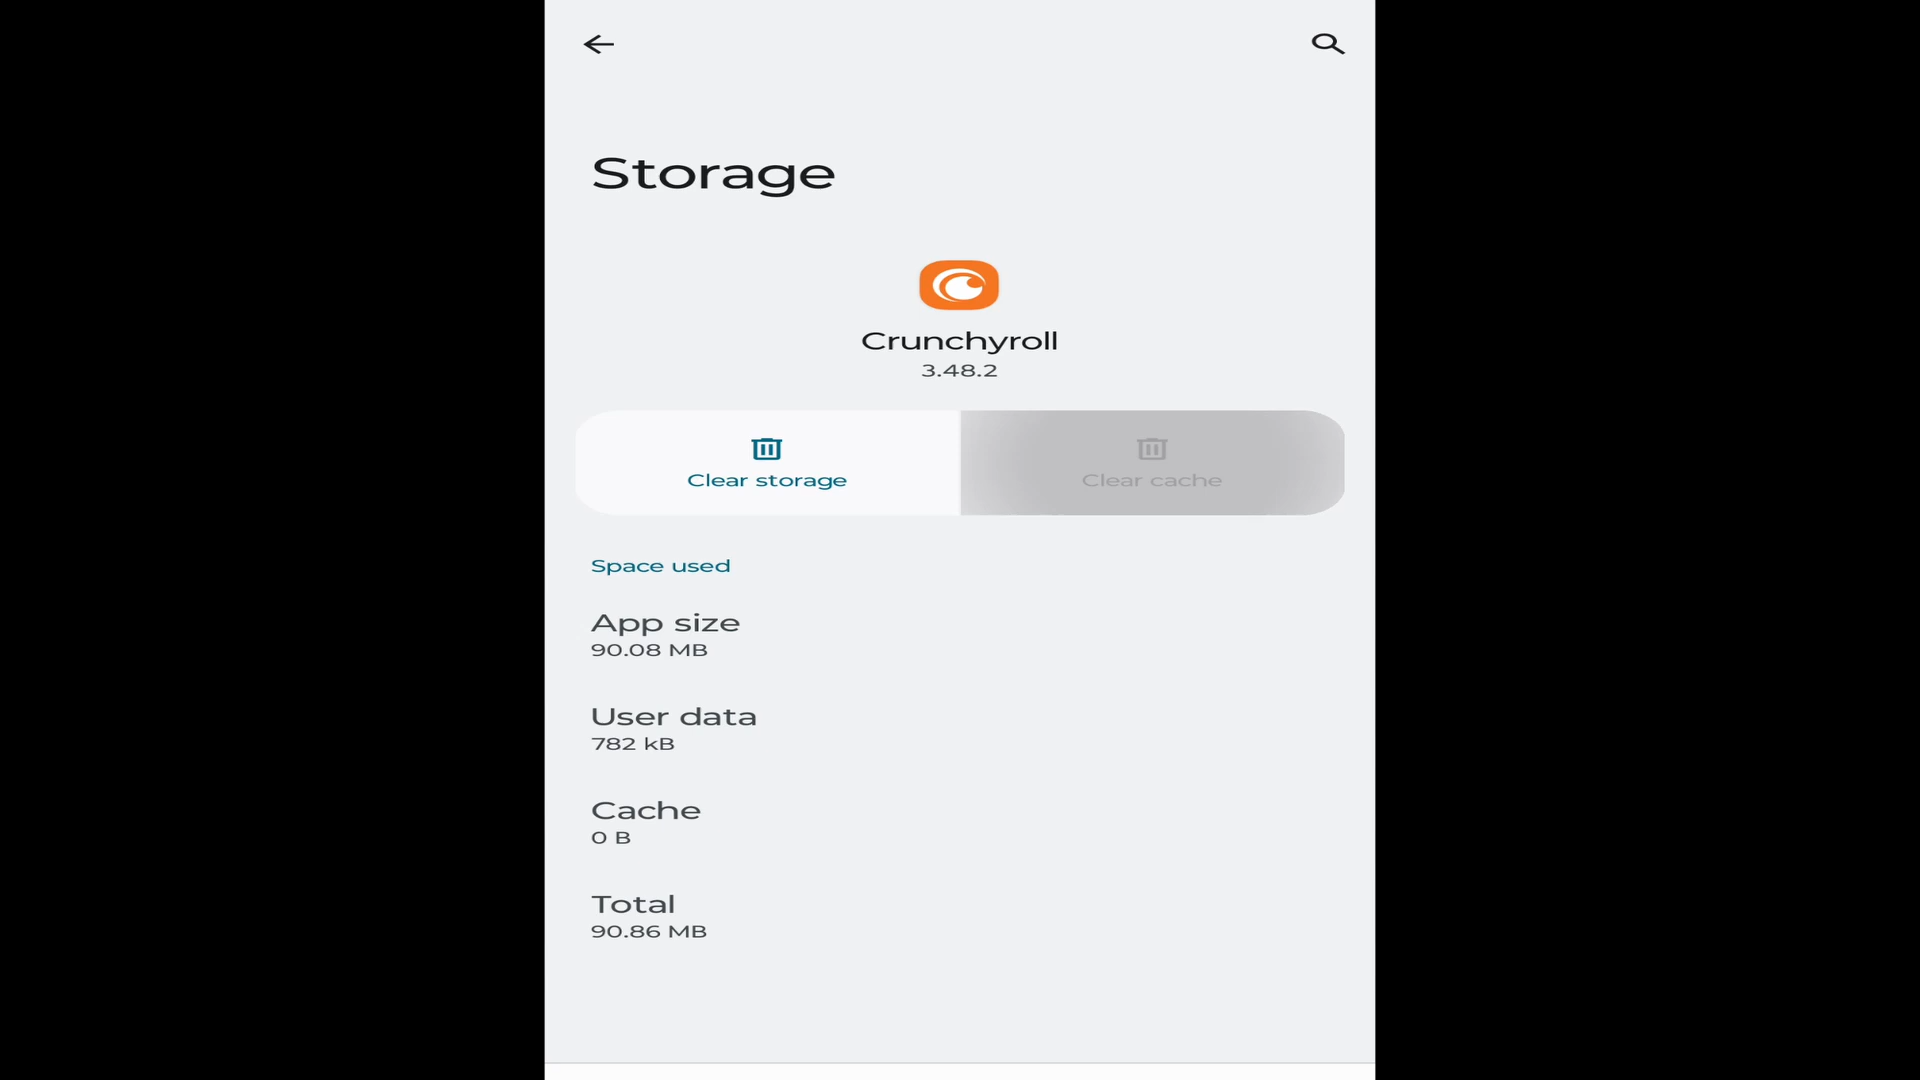 Storage
Crunchyroll
3.48.2
Clear storage
Clear cache
Space used
App size
90.08 MB
User data
782 kB
Cache
0 B
Total
90.86 MB